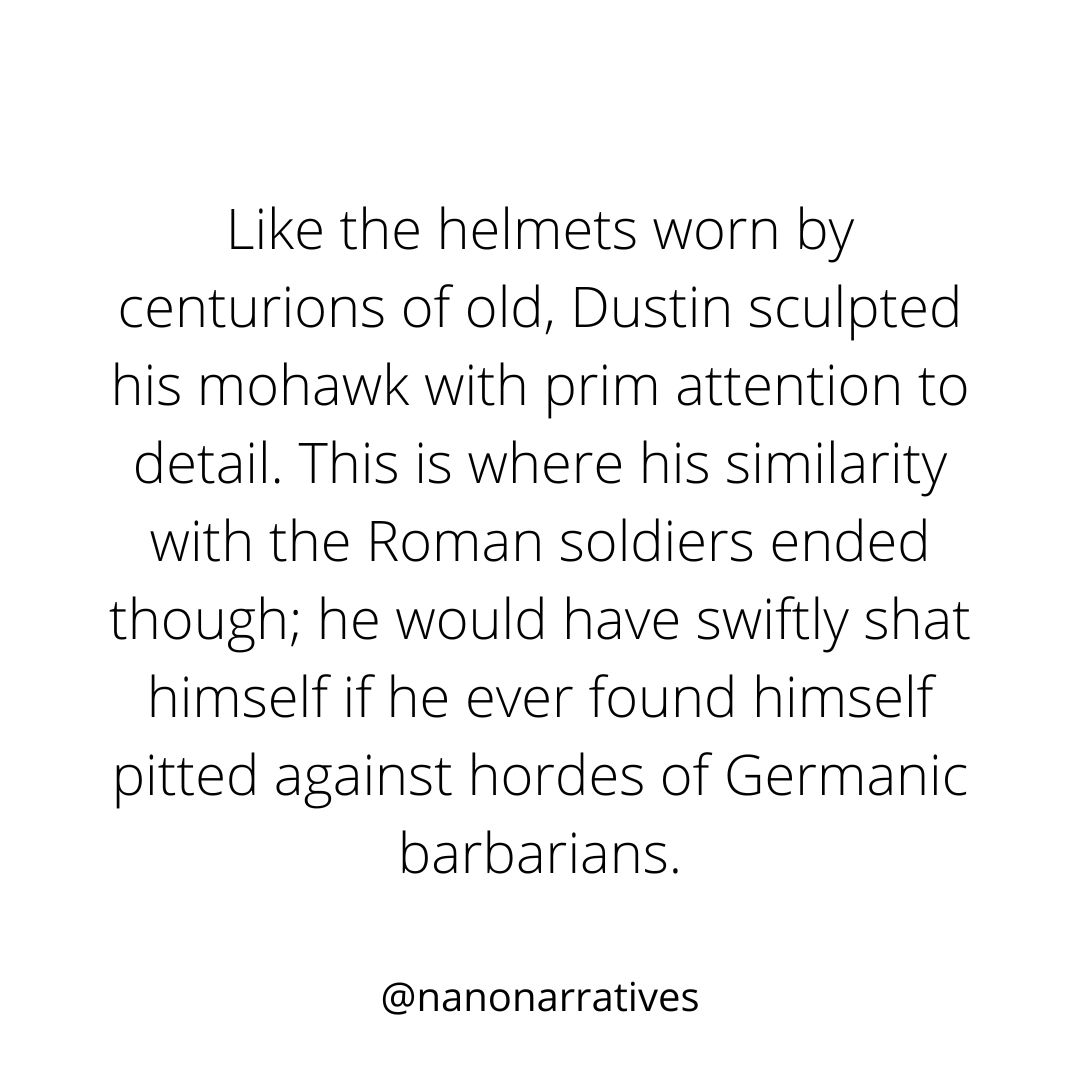 Like the helmets worn by
centurions of old, Dustin sculpted
his mohawk with prim attention to
detail. This is where his similarity
with the Roman soldiers ended
though; he would have swiftly shat
himself if he ever found himself
pitted against hordes of Germanic
barbarians.
@nanonarratives